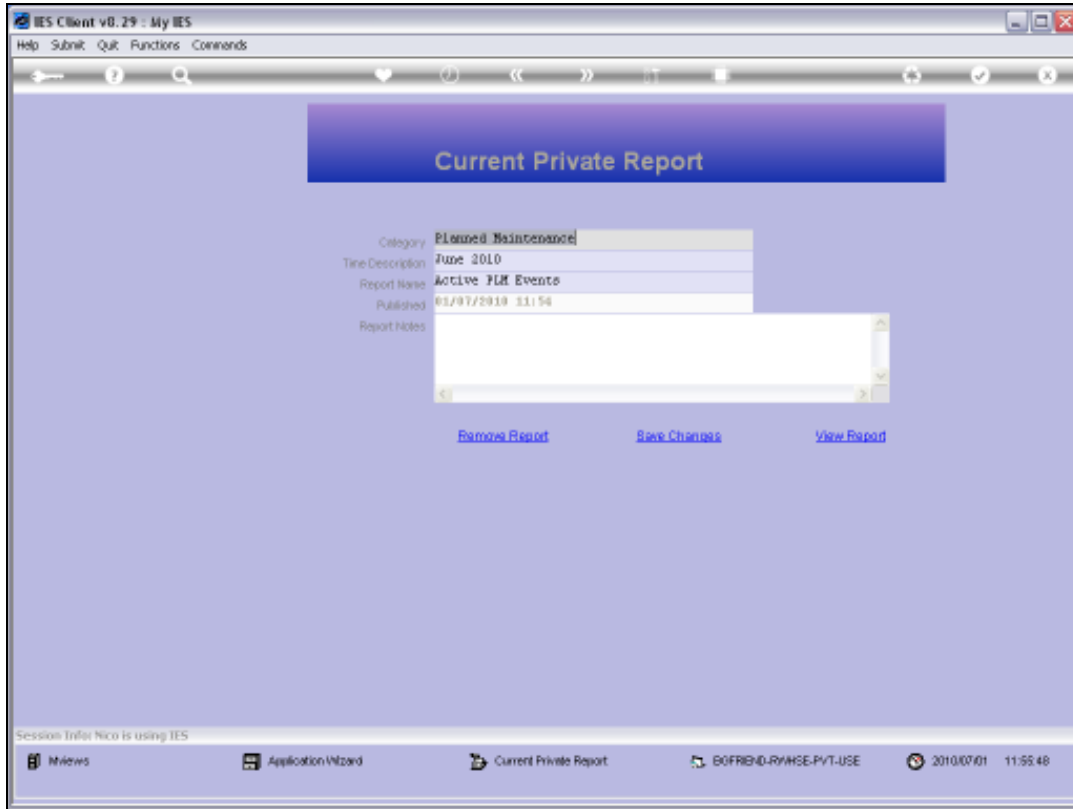 IES Client v8.29 : My IES
Help Submit Quit Functions Commands
Current Private Report
Category Planned Maintenance
Time Description June 2010
Report Name Active PLM Events
Published 01/07/2010 11:54
Report Notes
Remove Report Save Changes View Report
Session Info: Nico is using IES
Mviews Application Wizard Current Private Report BGFRIEND-RWHSE-PVT-USE 2010/07/01 11:55:48